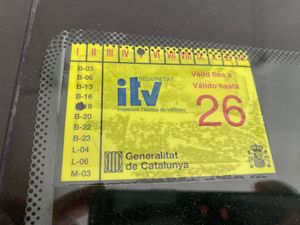 I II III IV VI VII VIII IX X XI XII
B-03
B-06
B-13
B-16
19
B-20
B-22
B-23
L-04
L-06
M-03
SEGURETAT
itv
Inspecció Tècnica de Vehicles
Vàlid fins a
Válido hasta
26
Generalitat
de Catalunya